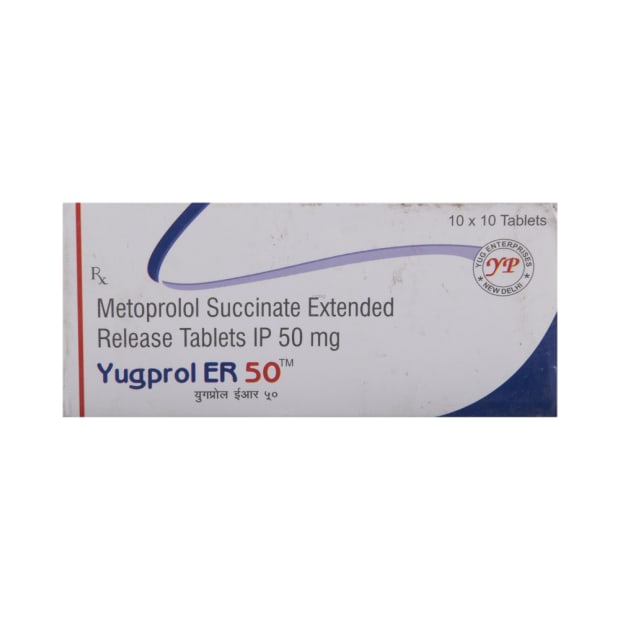 10 x 10 Tablets
YUG ENTERPRISES
YP
★ NEW DELHI ★
Rx
Metoprolol Succinate Extended
Release Tablets IP 50 mg
Yugprol ER 50™
युगप्रोल ईआर ५०